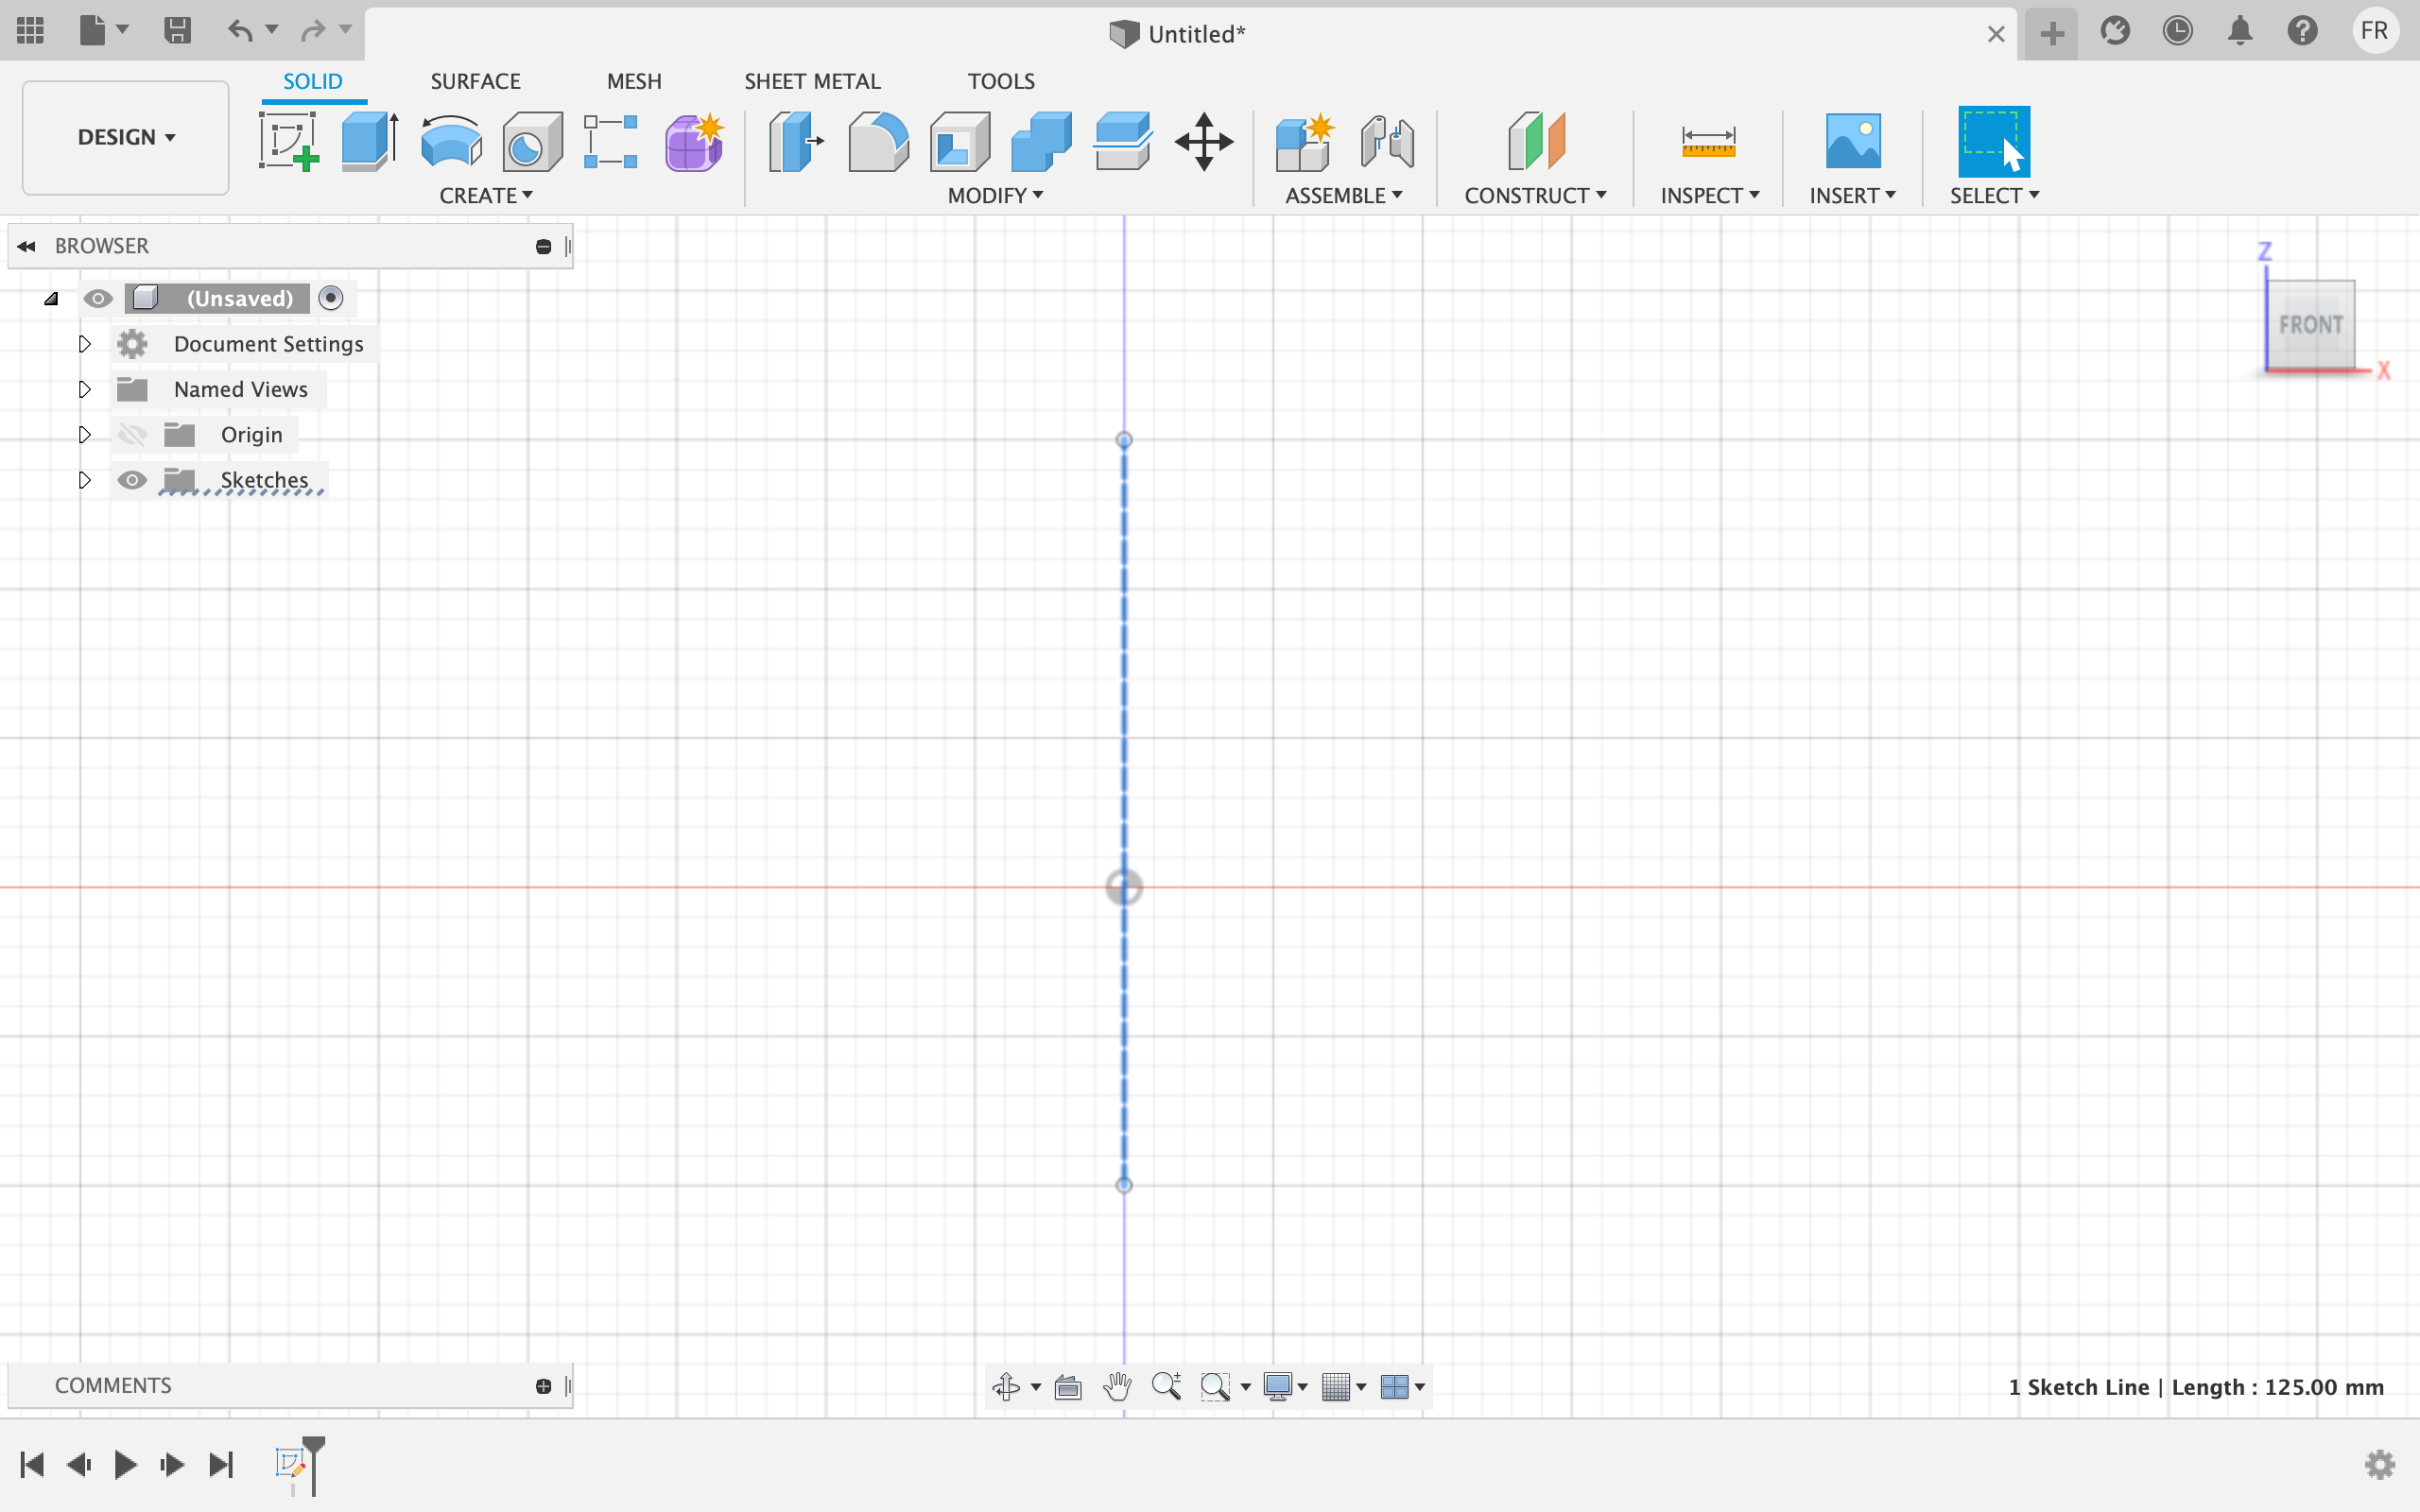 Untitled*
FR
SOLID SURFACE MESH SHEET METAL TOOLS
DESIGN
CREATE MODIFY ASSEMBLE CONSTRUCT INSPECT INSERT SELECT
BROWSER
(Unsaved)
Document Settings
Named Views
Origin
Sketches
Z
FRONT
X
COMMENTS
1 Sketch Line | Length : 125.00 mm